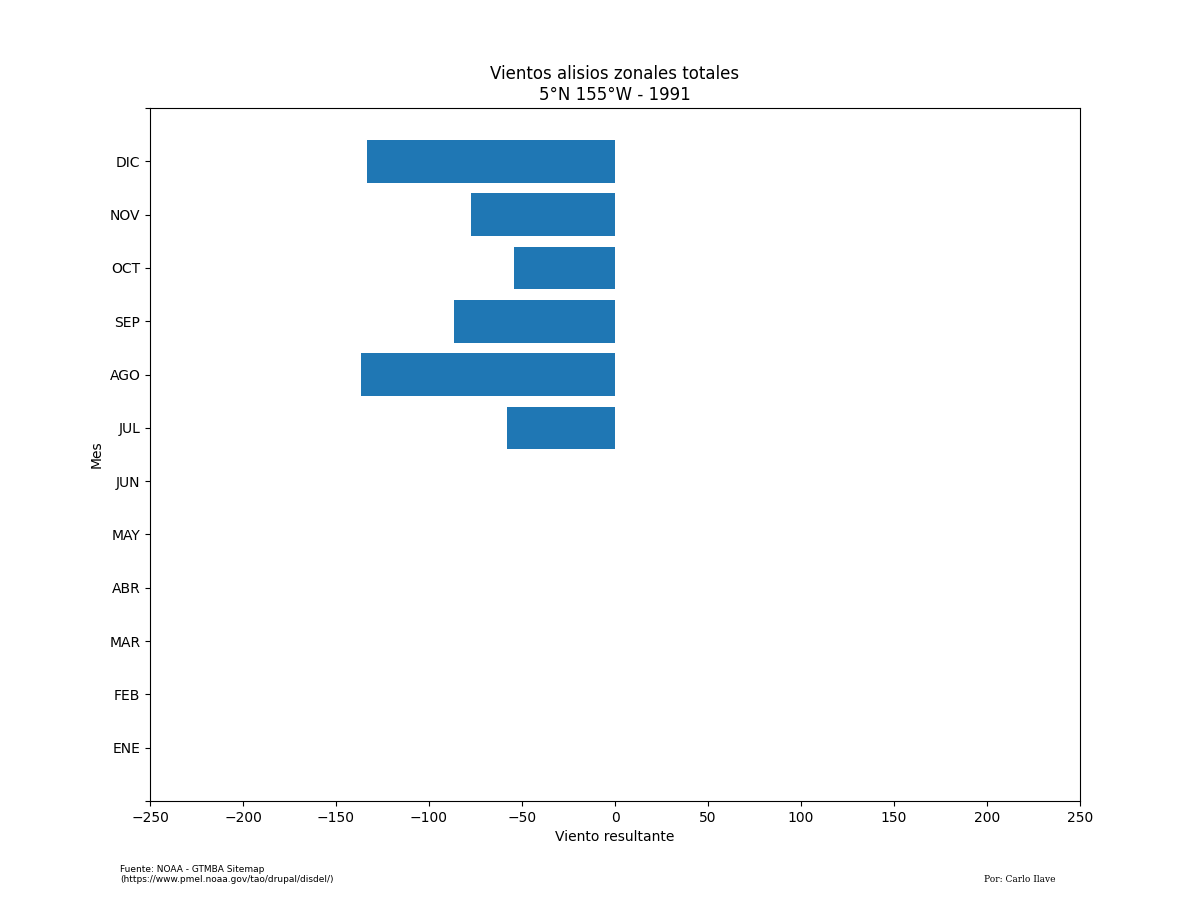 Vientos alisios zonales totales
5°N 155°W - 1991
DIC
NOV
OCT
SEP
AGO
JUL
JUN
MAY
ABR
MAR
FEB
ENE
Mes
−250 −200 −150 −100 −50 0 50 100 150 200 250
Viento resultante
Fuente: NOAA - GTMBA Sitemap
(https://www.pmel.noaa.gov/tao/drupal/disdel/)
Por: Carlo Ilave